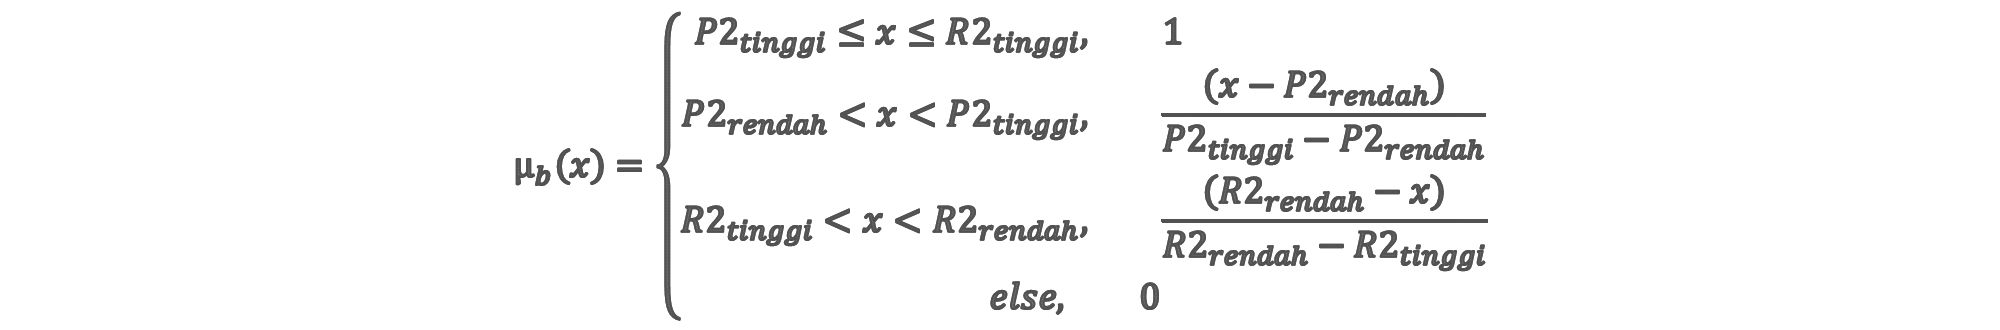 P2tinggi ≤ x ≤ R2tinggi, 1
P2rendah < x < P2tinggi, (x − P2rendah) / P2tinggi − P2rendah
μb(x) =
R2tinggi < x < R2rendah, (R2rendah − x) / R2rendah − R2tinggi
else, 0